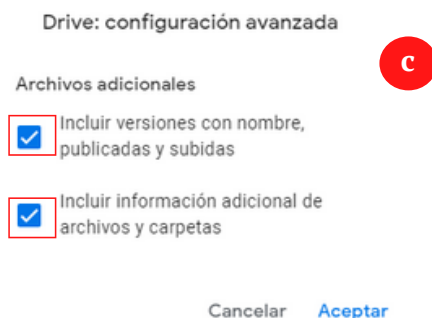 Drive: configuración avanzada
c
Archivos adicionales
Incluir versiones con nombre,
publicadas y subidas
Incluir información adicional de
archivos y carpetas
Cancelar Aceptar